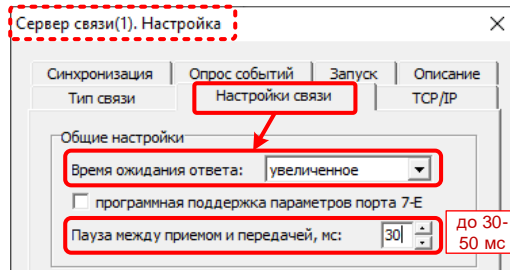 Сервер связи(1). Настройка
Синхронизация Опрос событий Запуск Описание
Тип связи Настройки связи TCP/IP
Общие настройки
Время ожидания ответа: увеличенное
программная поддержка параметров порта 7-E
Пауза между приемом и передачей, мс: 30
до 30-
50 мс